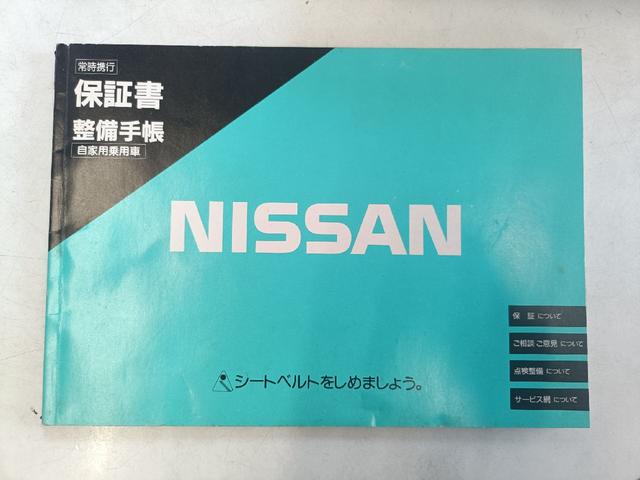 常時携行
保証書
整備手帳
自家用乗用車
NISSAN
保 証 について
ご相談 ご意見 について
点検整備 について
サービス網 について
シートベルトをしめましょう。